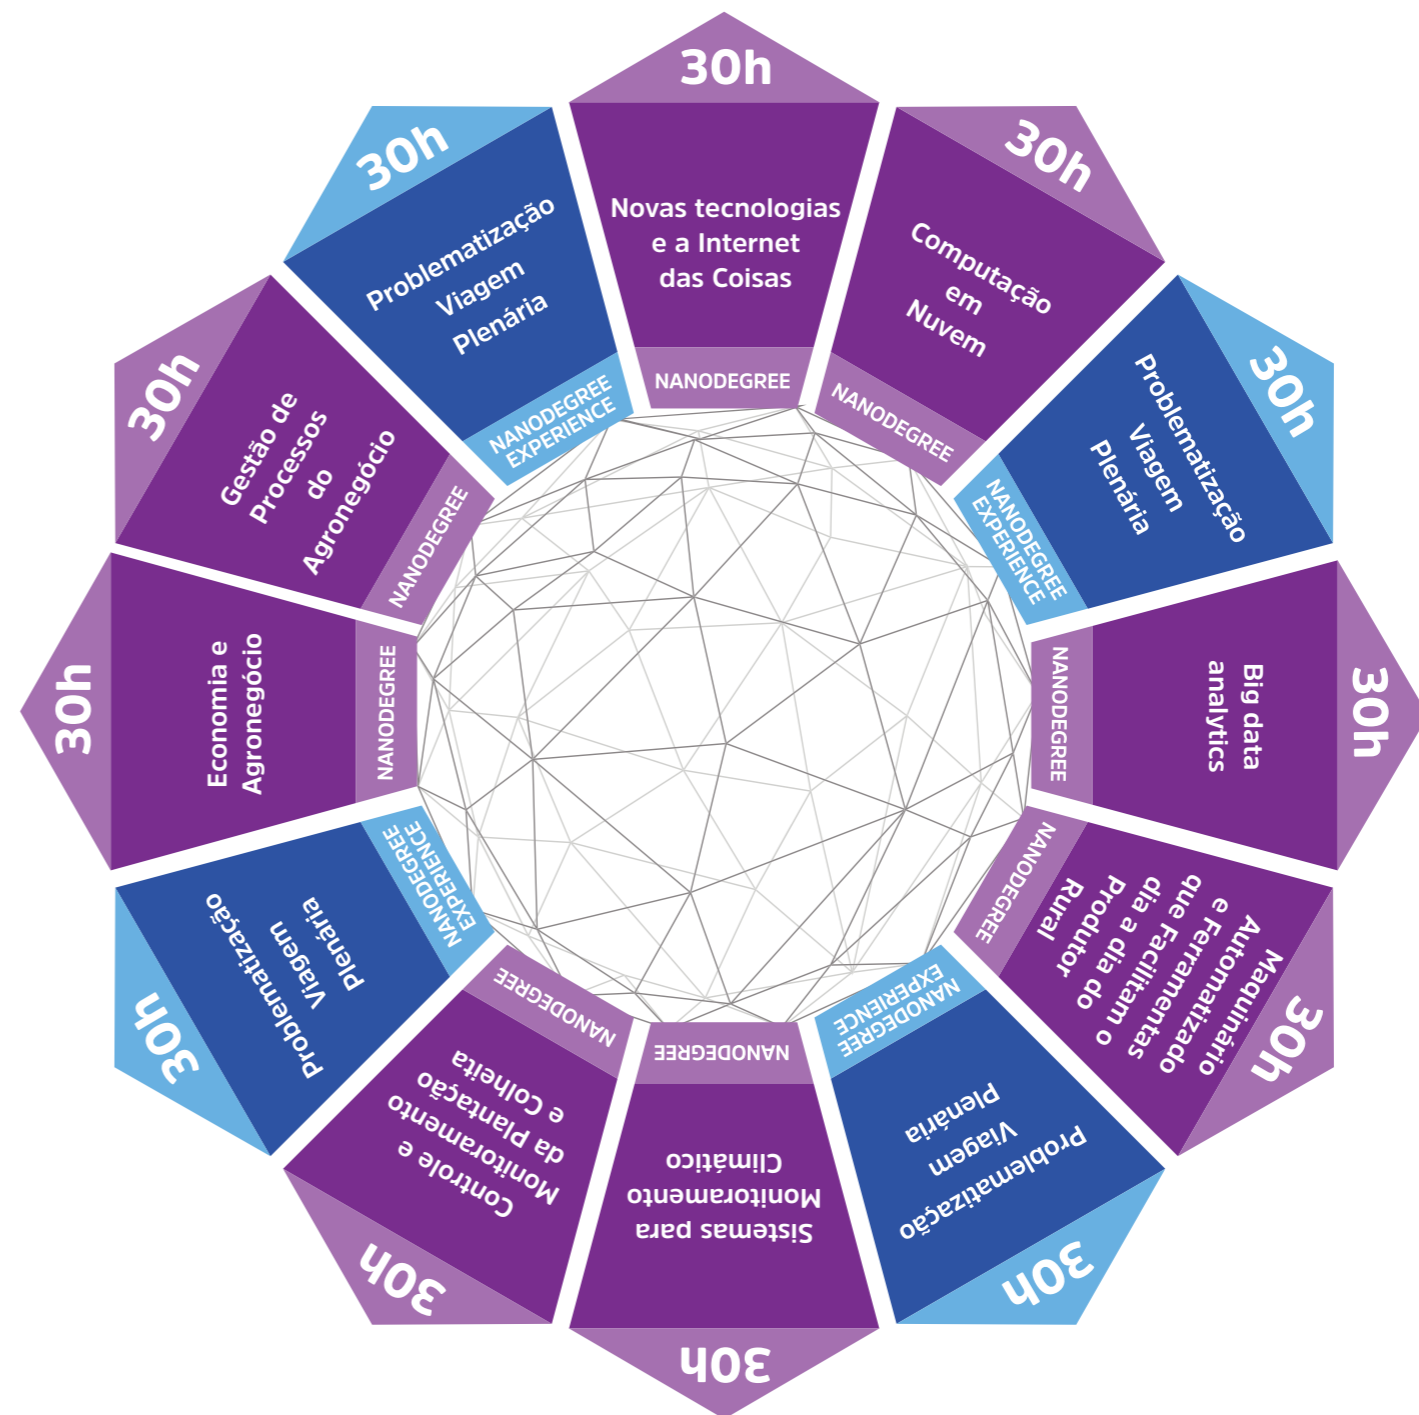 30h
Novas tecnologias
e a Internet
das Coisas
NANODEGREE
30h
Computação
em
Nuvem
NANODEGREE
30h
Problematização
Viagem
Plenária
NANODEGREE
EXPERIENCE
30h
Big data
analytics
NANODEGREE
30h
Maquinário
Automatizado
e Ferramentas
que Facilitam o
dia a dia do
Produtor
Rural
NANODEGREE
30h
Problematização
Viagem
Plenária
NANODEGREE
EXPERIENCE
30h
Sistemas para
Monitoramento
Climático
NANODEGREE
30h
Controle e
Monitoramento
da Plantação
e Colheita
NANODEGREE
30h
Problematização
Viagem
Plenária
NANODEGREE
EXPERIENCE
30h
Economia e
Agronegócio
NANODEGREE
30h
Gestão de
Processos
do
Agronegócio
NANODEGREE
30h
Problematização
Viagem
Plenária
NANODEGREE
EXPERIENCE